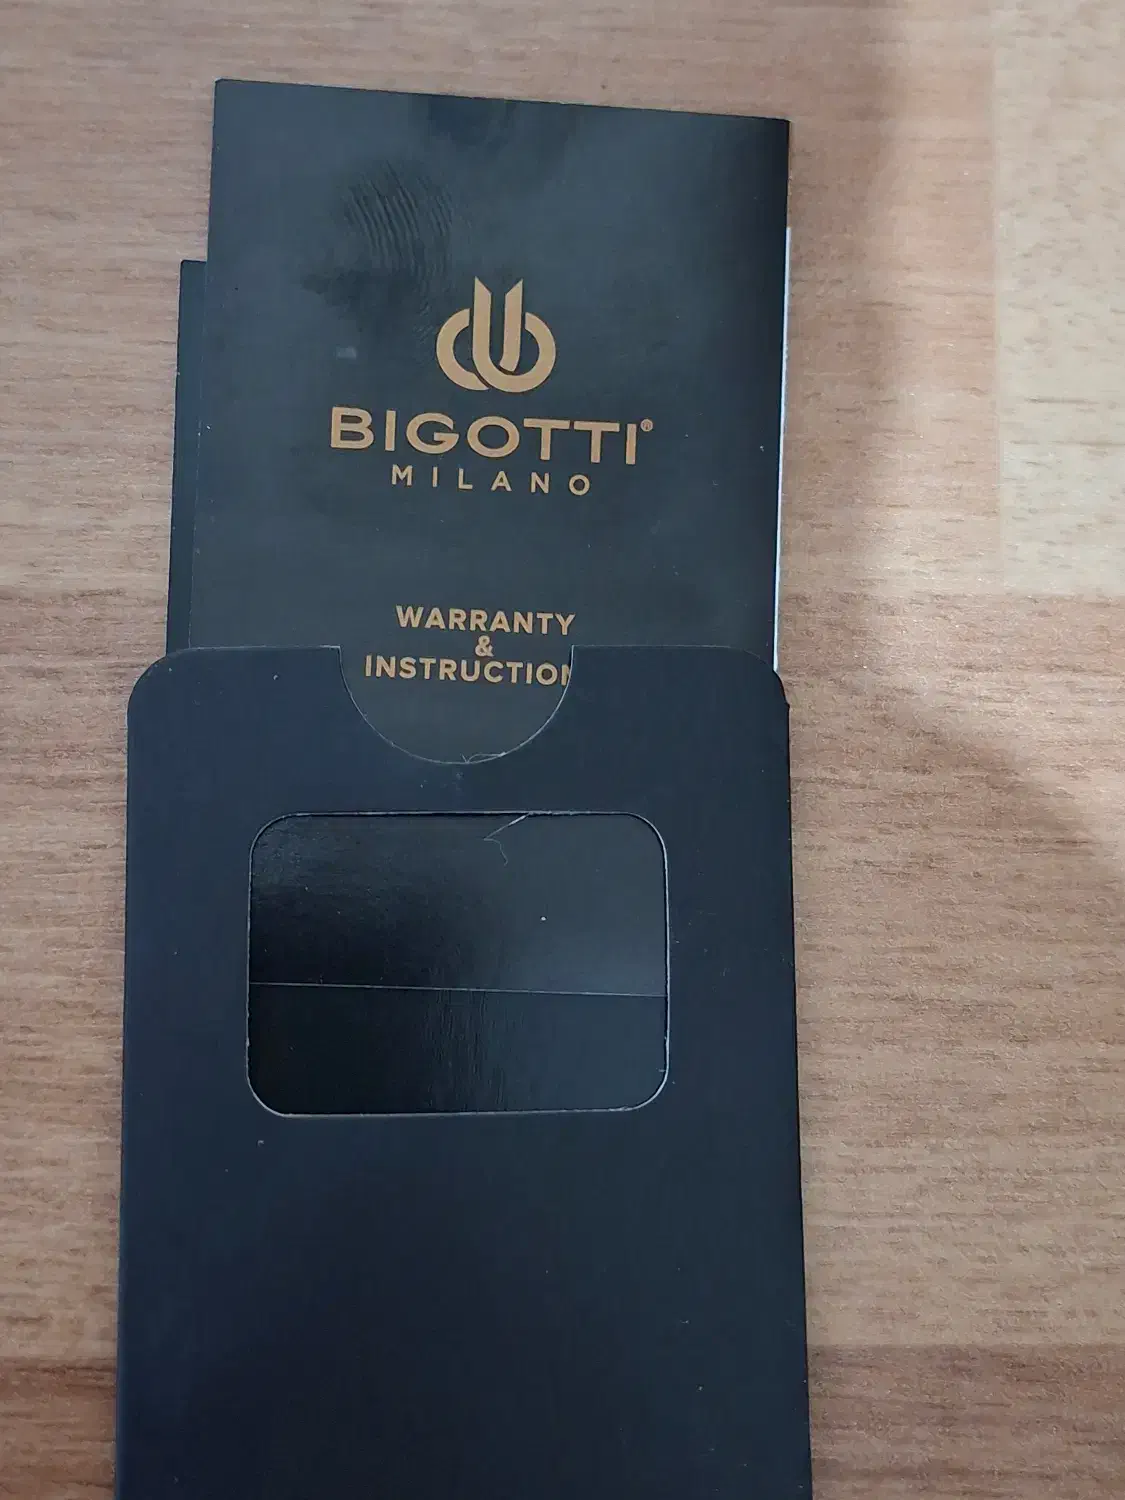 BIGOTTI®
MILANO
WARRANTY
&
INSTRUCTION